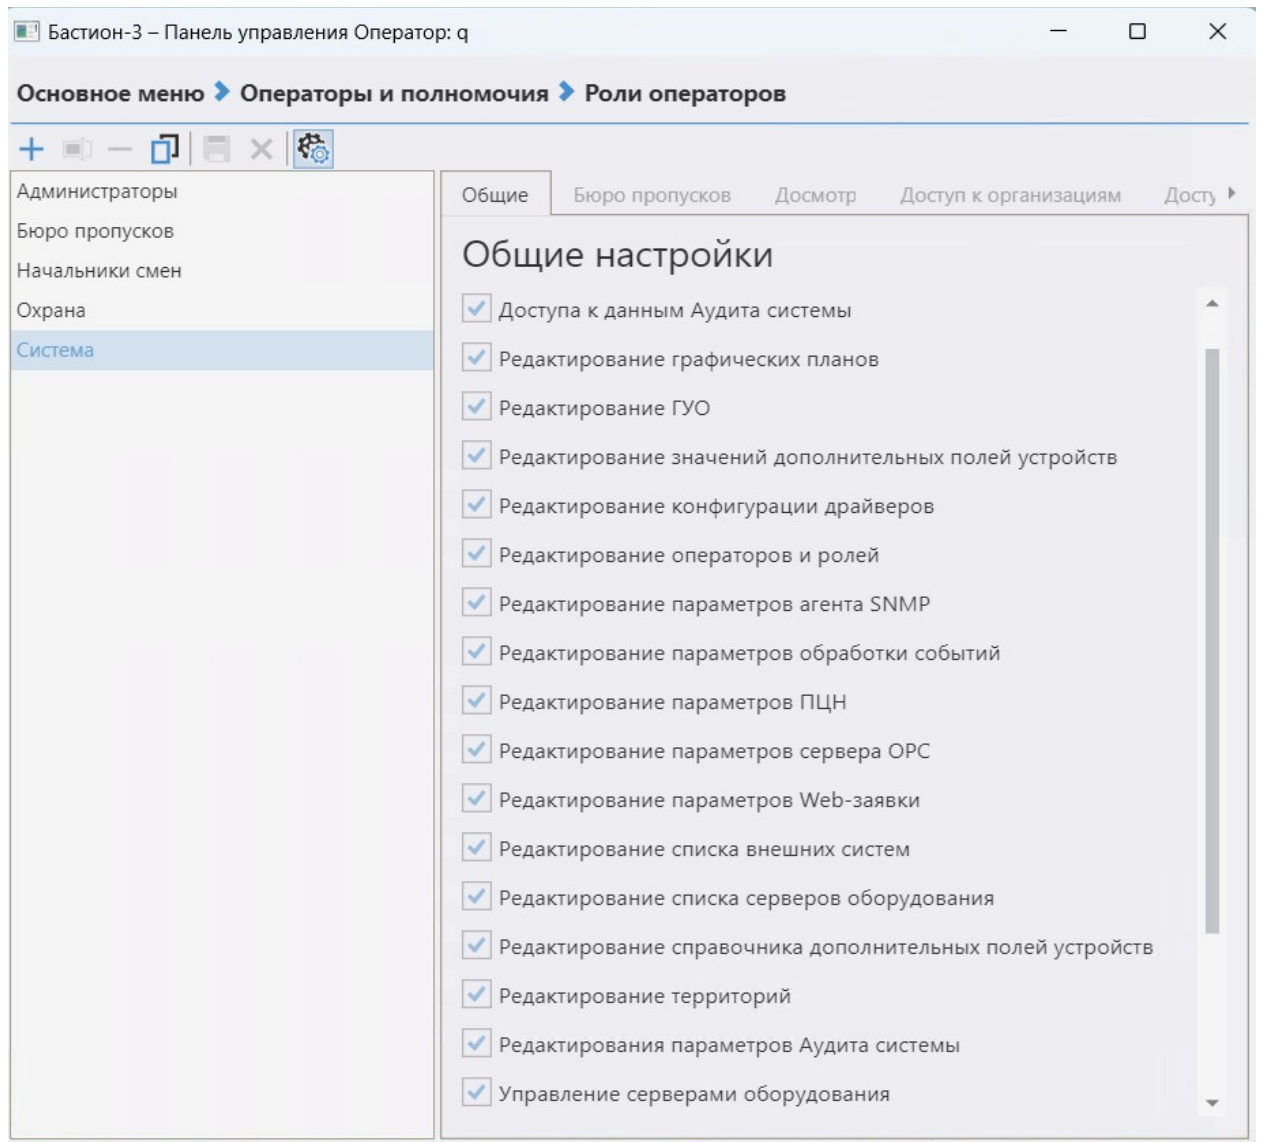 Бастион-3 – Панель управления Оператор: q
Основное меню Операторы и полномочия Роли операторов
Администраторы
Бюро пропусков
Начальники смен
Охрана
Система
Общие Бюро пропусков Досмотр Доступ к организациям Досту
Общие настройки
Доступа к данным Аудита системы
Редактирование графических планов
Редактирование ГУО
Редактирование значений дополнительных полей устройств
Редактирование конфигурации драйверов
Редактирование операторов и ролей
Редактирование параметров агента SNMP
Редактирование параметров обработки событий
Редактирование параметров ПЦН
Редактирование параметров сервера OPC
Редактирование параметров Web-заявки
Редактирование списка внешних систем
Редактирование списка серверов оборудования
Редактирование справочника дополнительных полей устройств
Редактирование территорий
Редактирования параметров Аудита системы
Управление серверами оборудования